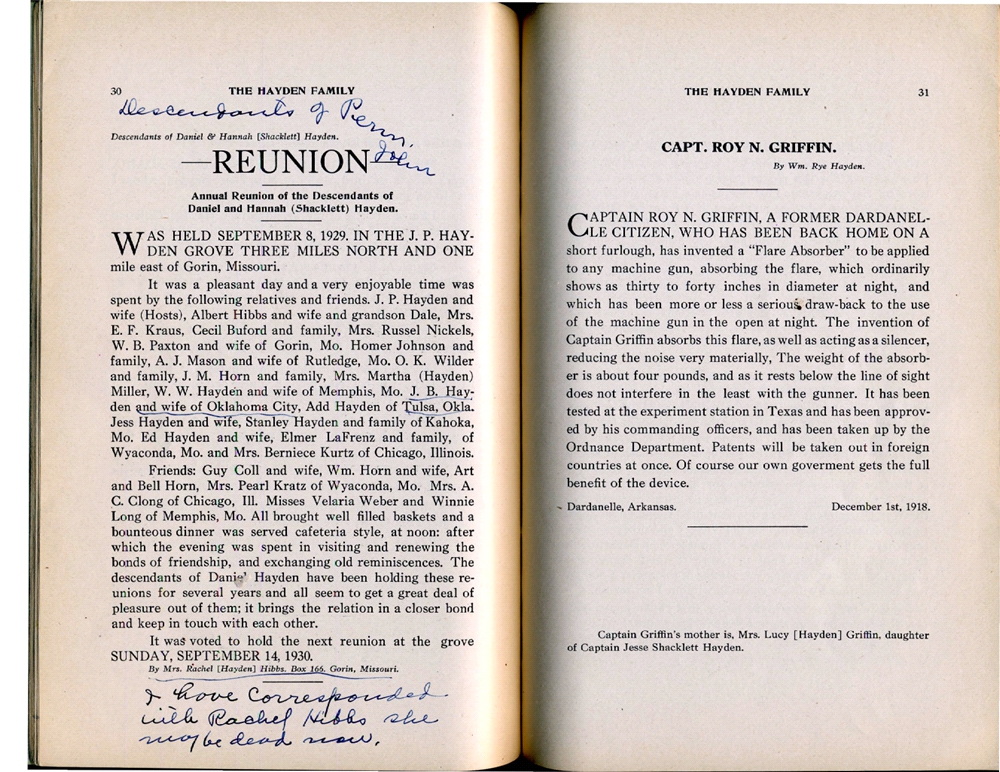 30 THE HAYDEN FAMILY
Descendants of Perm.
John
Descendants of Daniel & Hannah [Shacklett] Hayden.
—REUNION—
Annual Reunion of the Descendants of
Daniel and Hannah (Shacklett) Hayden.
WAS HELD SEPTEMBER 8, 1929. IN THE J. P. HAY-
DEN GROVE THREE MILES NORTH AND ONE
mile east of Gorin, Missouri.
It was a pleasant day and a very enjoyable time was
spent by the following relatives and friends. J. P. Hayden and
wife (Hosts), Albert Hibbs and wife and grandson Dale, Mrs.
E. F. Kraus, Cecil Buford and family, Mrs. Russel Nickels,
W. B. Paxton and wife of Gorin, Mo. Homer Johnson and
family, A. J. Mason and wife of Rutledge, Mo. O. K. Wilder
and family, J. M. Horn and family, Mrs. Martha (Hayden)
Miller, W. W. Hayden and wife of Memphis, Mo. J. B. Hay-
den and wife of Oklahoma City, Add Hayden of Tulsa, Okla.
Jess Hayden and wife, Stanley Hayden and family of Kahoka,
Mo. Ed Hayden and wife, Elmer LaFrenz and family, of
Wyaconda, Mo. and Mrs. Berniece Kurtz of Chicago, Illinois.
Friends: Guy Coll and wife, Wm. Horn and wife, Art
and Bell Horn, Mrs. Pearl Kratz of Wyaconda, Mo. Mrs. A.
C. Clong of Chicago, Ill. Misses Velaria Weber and Winnie
Long of Memphis, Mo. All brought well filled baskets and a
bounteous dinner was served cafeteria style, at noon: after
which the evening was spent in visiting and renewing the
bonds of friendship, and exchanging old reminiscences. The
descendants of Daniel Hayden have been holding these re-
unions for several years and all seem to get a great deal of
pleasure out of them; it brings the relation in a closer bond
and keep in touch with each other.
It was voted to hold the next reunion at the grove
SUNDAY, SEPTEMBER 14, 1930.
By Mrs. Rachel [Hayden] Hibbs. Box 166. Gorin, Missouri.
I have Corresponded
with Rachel Hibbs she
may be dead now.
THE HAYDEN FAMILY 31
CAPT. ROY N. GRIFFIN.
By Wm. Rye Hayden.
CAPTAIN ROY N. GRIFFIN, A FORMER DARDANEL-
LE CITIZEN, WHO HAS BEEN BACK HOME ON A
short furlough, has invented a "Flare Absorber" to be applied
to any machine gun, absorbing the flare, which ordinarily
shows as thirty to forty inches in diameter at night, and
which has been more or less a serious draw-back to the use
of the machine gun in the open at night. The invention of
Captain Griffin absorbs this flare, as well as acting as a silencer,
reducing the noise very materially, The weight of the absorb-
er is about four pounds, and as it rests below the line of sight
does not interfere in the least with the gunner. It has been
tested at the experiment station in Texas and has been approv-
ed by his commanding officers, and has been taken up by the
Ordnance Department. Patents will be taken out in foreign
countries at once. Of course our own goverment gets the full
benefit of the device.
Dardanelle, Arkansas. December 1st, 1918.
Captain Griffin's mother is, Mrs. Lucy [Hayden] Griffin, daughter
of Captain Jesse Shacklett Hayden.